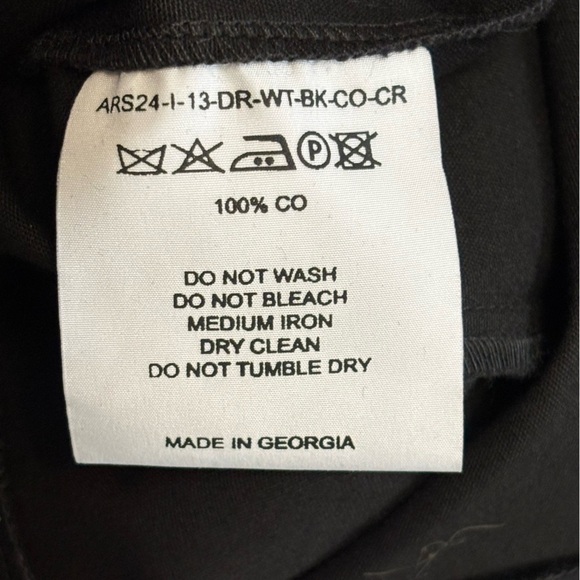 ARS24-I-13-DR-WT-BK-CO-CR
P
100% CO
DO NOT WASH
DO NOT BLEACH
MEDIUM IRON
DRY CLEAN
DO NOT TUMBLE DRY
MADE IN GEORGIA